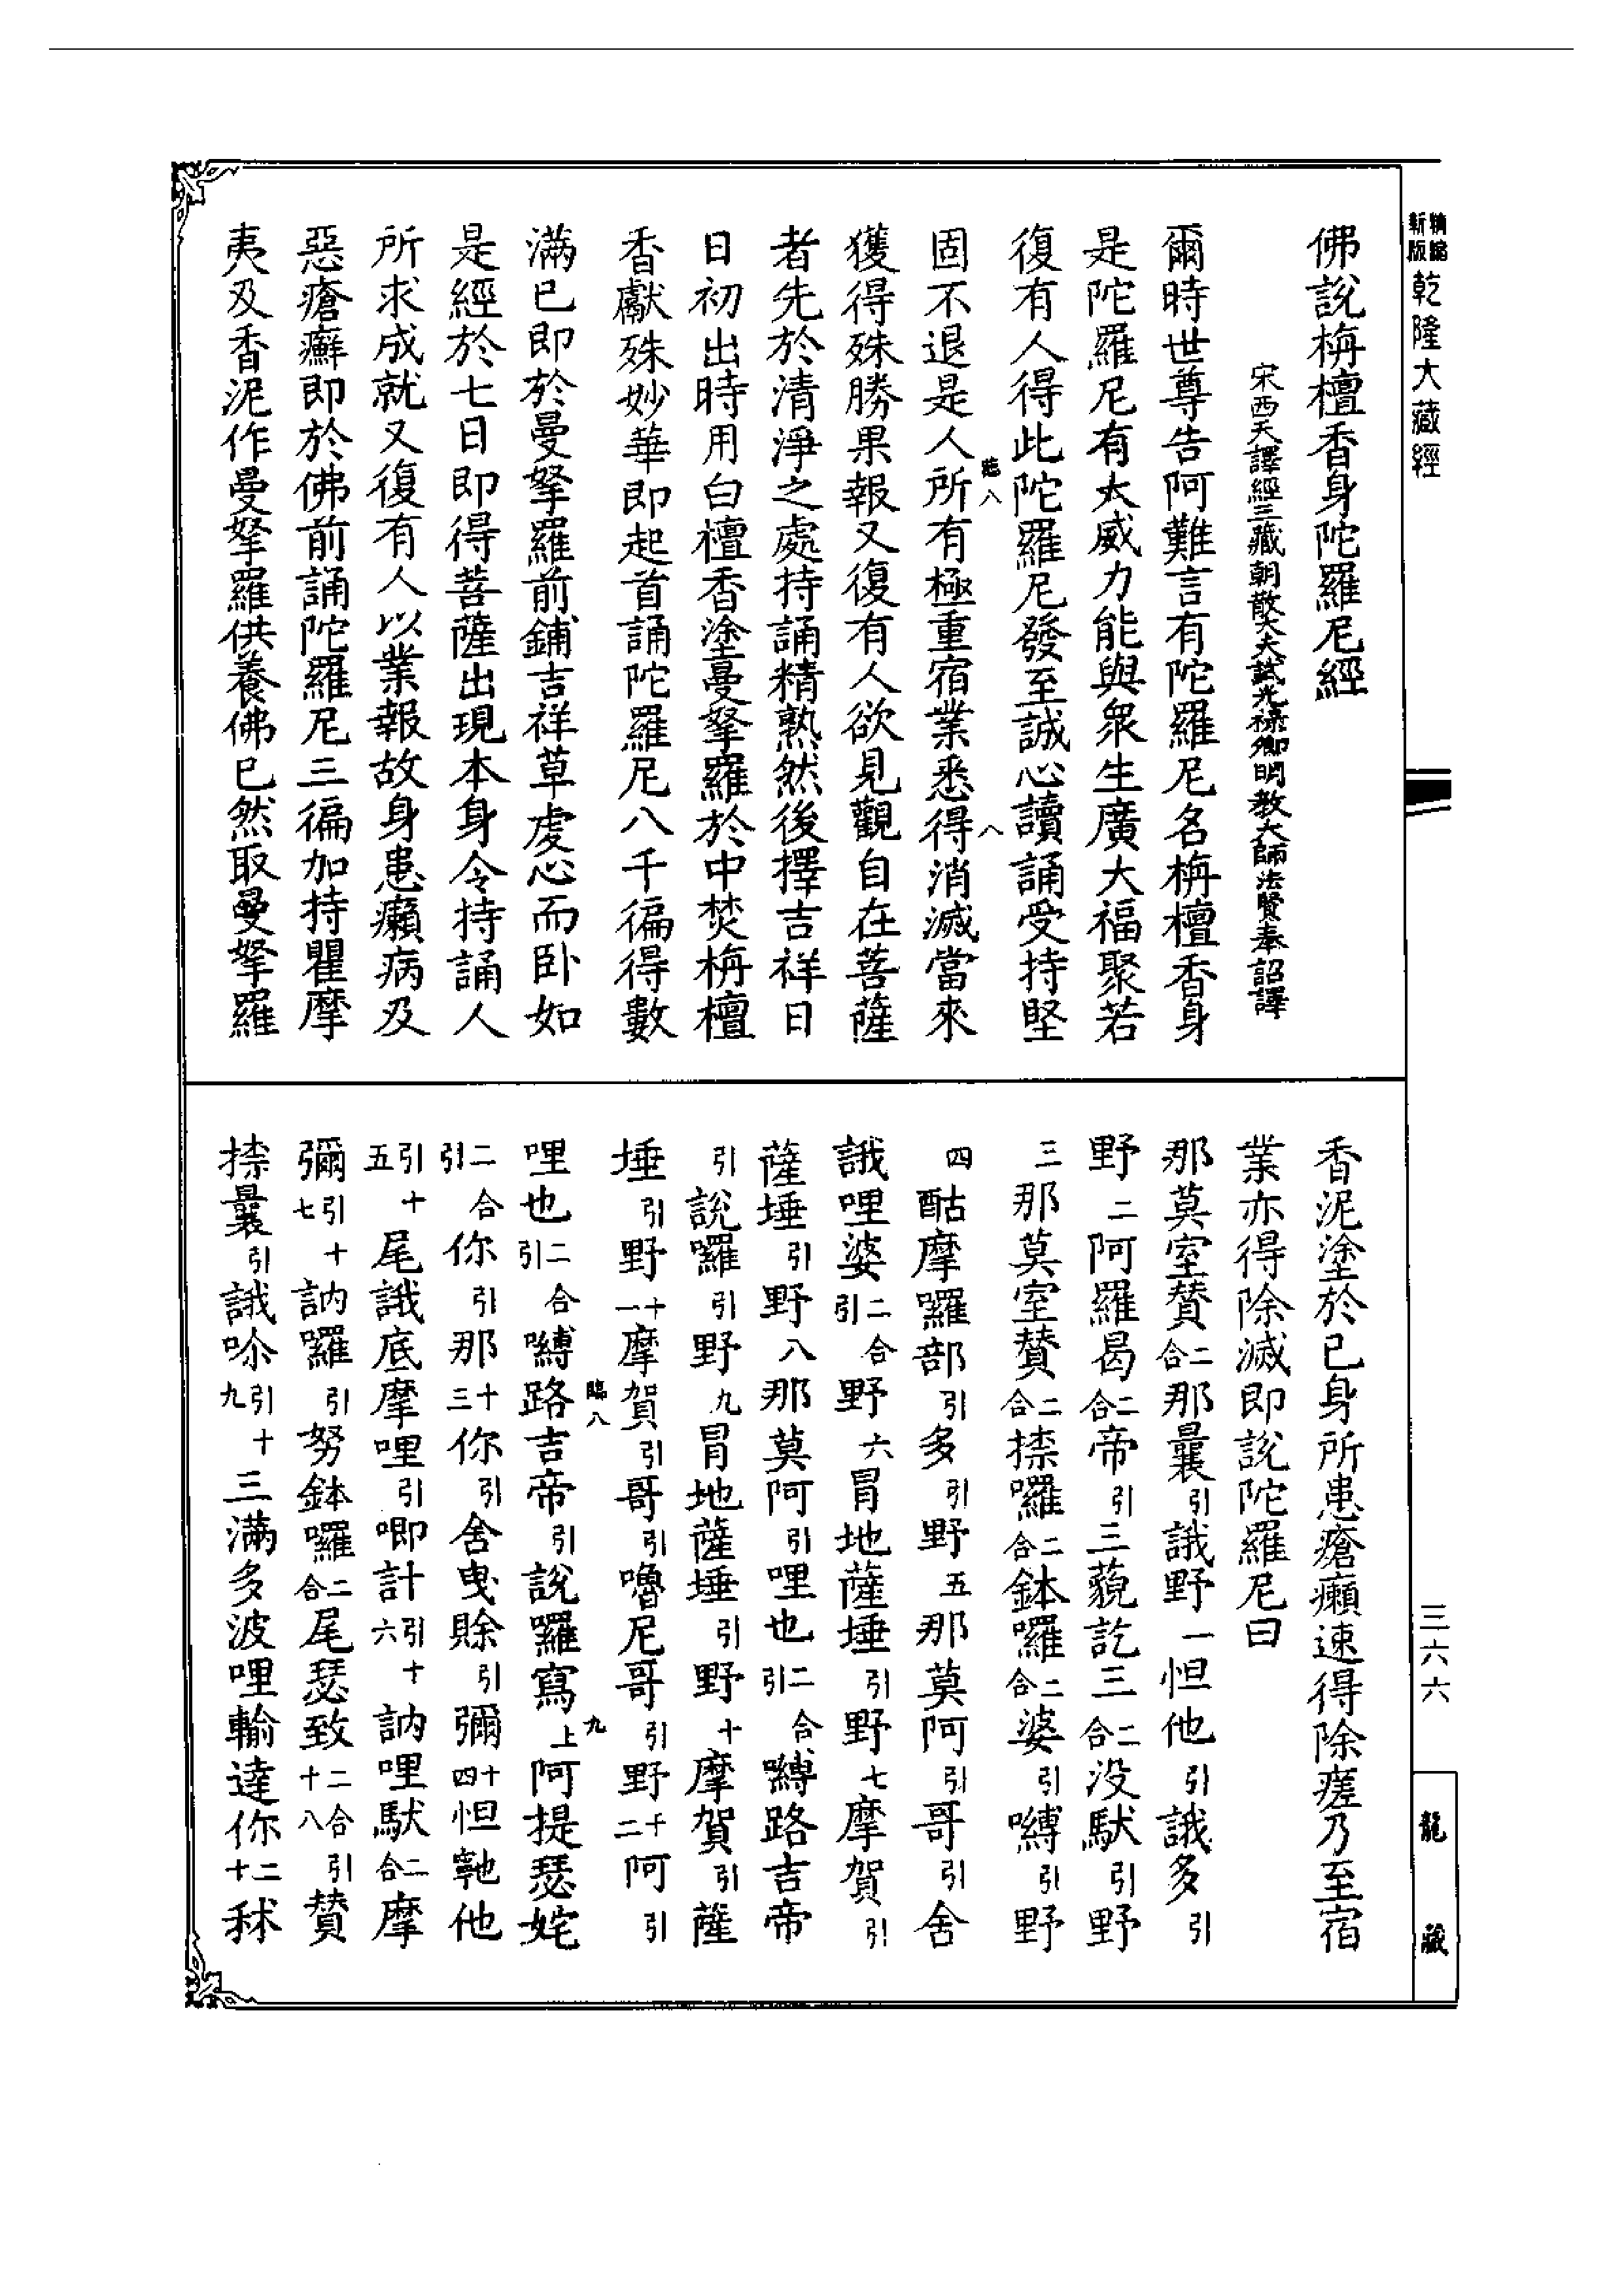 精縮新版乾隆大藏經
三六六
龍藏
佛說栴檀香身陀羅尼經
宋西天譯經三藏朝散大夫試光祿卿明教大師法賢奉詔譯
爾時世尊告阿難言有陀羅尼名栴檀香身
是陀羅尼有大威力能與眾生廣大福聚若
復有人得此陀羅尼發至誠心讀誦受持堅
固不退是人所有極重宿業悉得消滅當來
臨八
八
獲得殊勝果報又復有人欲見觀自在菩薩
者先於清淨之處持誦精熟然後擇吉祥日
日初出時用白檀香塗曼拏羅於中焚栴檀
香獻殊妙華即起首誦陀羅尼八千徧得數
滿已即於曼拏羅前鋪吉祥草虔心而卧如
是經於七日即得菩薩出現本身令持誦人
所求成就又復有人以業報故身患癩病及
惡瘡癬即於佛前誦陀羅尼三徧加持瞿摩
夷及香泥作曼拏羅供養佛已然取曼拏羅
香泥塗於已身所患瘡癩速得除瘥乃至宿
業亦得除滅即說陀羅尼曰
那莫室贊二合那曩引誐野一怛他引誐多引
野二阿羅曷二合帝引三藐訖三二合没馱引野
三那莫室贊二合捺囉二合鉢囉二合婆引嚩引野
四酤摩囉部引多引野五那莫阿引哥引舍
誐哩婆二合引野六冐地薩埵引野七摩賀引
薩埵引野八那莫阿引哩也二合引嚩路吉帝
引說囉引野九冐地薩埵引野十摩賀引薩
埵引野十一摩賀引哥引嚕尼哥引野十二阿引
哩也二合引嚩路吉帝引說囉寫上阿提瑟姹
臨八
九
二合引你引那十三你引舍曳賒引彌十四怛䭾他
引十五尾誐底摩哩引唧計引十六訥哩馱二合摩
彌引十七訥囉引努鉢囉二合尾瑟致二合引十八贊
捺曩引誐吤引十九三滿多波哩輸達你二十秫